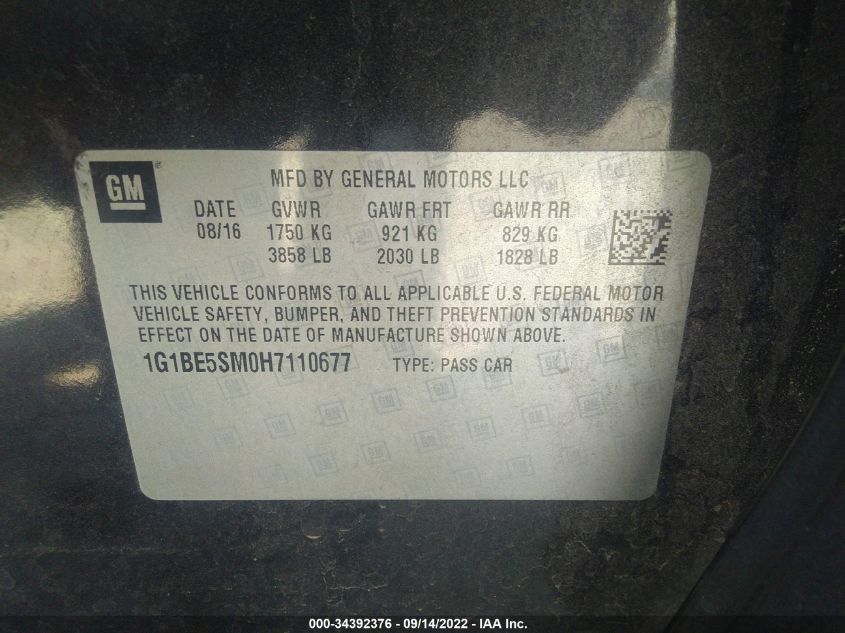 GM
MFD BY GENERAL MOTORS LLC
DATE GVWR GAWR FRT GAWR RR
08/16 1750 KG 921 KG 829 KG
3858 LB 2030 LB 1828 LB
THIS VEHICLE CONFORMS TO ALL APPLICABLE U.S. FEDERAL MOTOR
VEHICLE SAFETY, BUMPER, AND THEFT PREVENTION STANDARDS IN
EFFECT ON THE DATE OF MANUFACTURE SHOWN ABOVE.
1G1BE5SM0H7110677 TYPE: PASS CAR
000-34392376 - 09/14/2022 - IAA Inc.